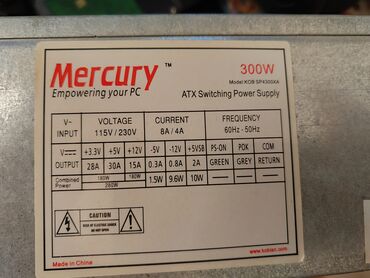 Mercury™
Empowering your PC
300W
Model:KOB SP4300XA
ATX Switching Power Supply
V~ INPUT VOLTAGE 115V / 230V CURRENT 8A / 4A FREQUENCY 60Hz - 50Hz
V⎓ +3.3V +5V +12V -5V -12V +5VSB PS-ON POK COM
OUTPUT 28A 30A 15A 0.3A 0.8A 2A GREEN GREY RETURN
Combined Power 180W 180W 1.5W 9.6W 10W
260W
CAUTION
Made in China
www.kobian.com